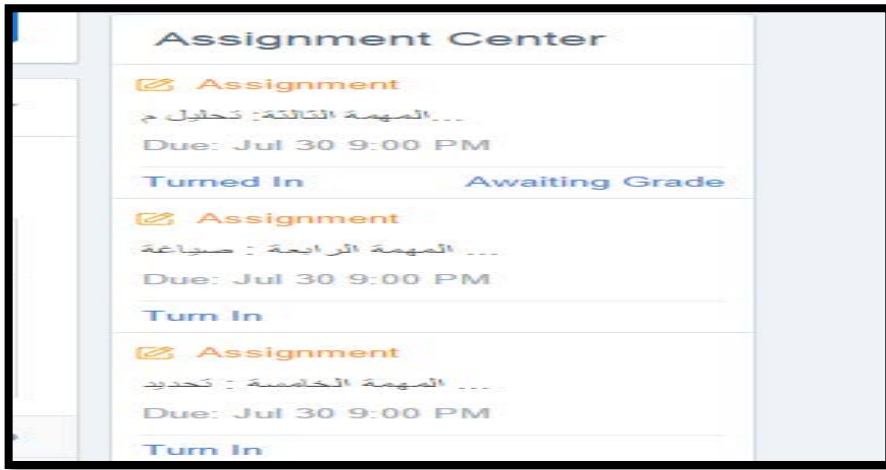 Assignment Center
Assignment
المهمة الثالثة: تحليل م...
Due: Jul 30 9:00 PM
Turned In Awaiting Grade
Assignment
المهمة الرابعة : صياغة ...
Due: Jul 30 9:00 PM
Turn In
Assignment
المهمة الخامسة : تحديد ...
Due: Jul 30 9:00 PM
Turn In